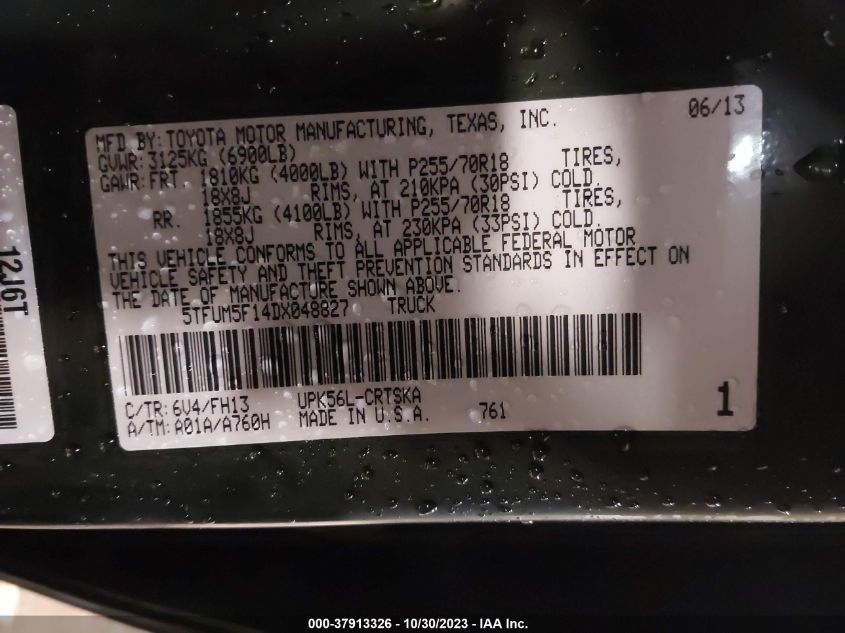 06/13
MFD BY: TOYOTA MOTOR MANUFACTURING, TEXAS, INC.
GVWR: 3125KG (6900LB)
GAWR: FRT. 1810KG (4000LB) WITH P255/70R18 TIRES,
18X8J RIMS, AT 210KPA (30PSI) COLD.
RR. 1855KG (4100LB) WITH P255/70R18 TIRES,
18X8J RIMS, AT 230KPA (33PSI) COLD.
THIS VEHICLE CONFORMS TO ALL APPLICABLE FEDERAL MOTOR
VEHICLE SAFETY AND THEFT PREVENTION STANDARDS IN EFFECT ON
THE DATE OF MANUFACTURE SHOWN ABOVE.
5TFUM5F14DX048827 TRUCK
C/TR: 6V4/FH13 UPK56L-CRTSKA
A/TM: A01A/A760H MADE IN U.S.A. 761
1
12J6T
000-37913326 - 10/30/2023 - IAA Inc.